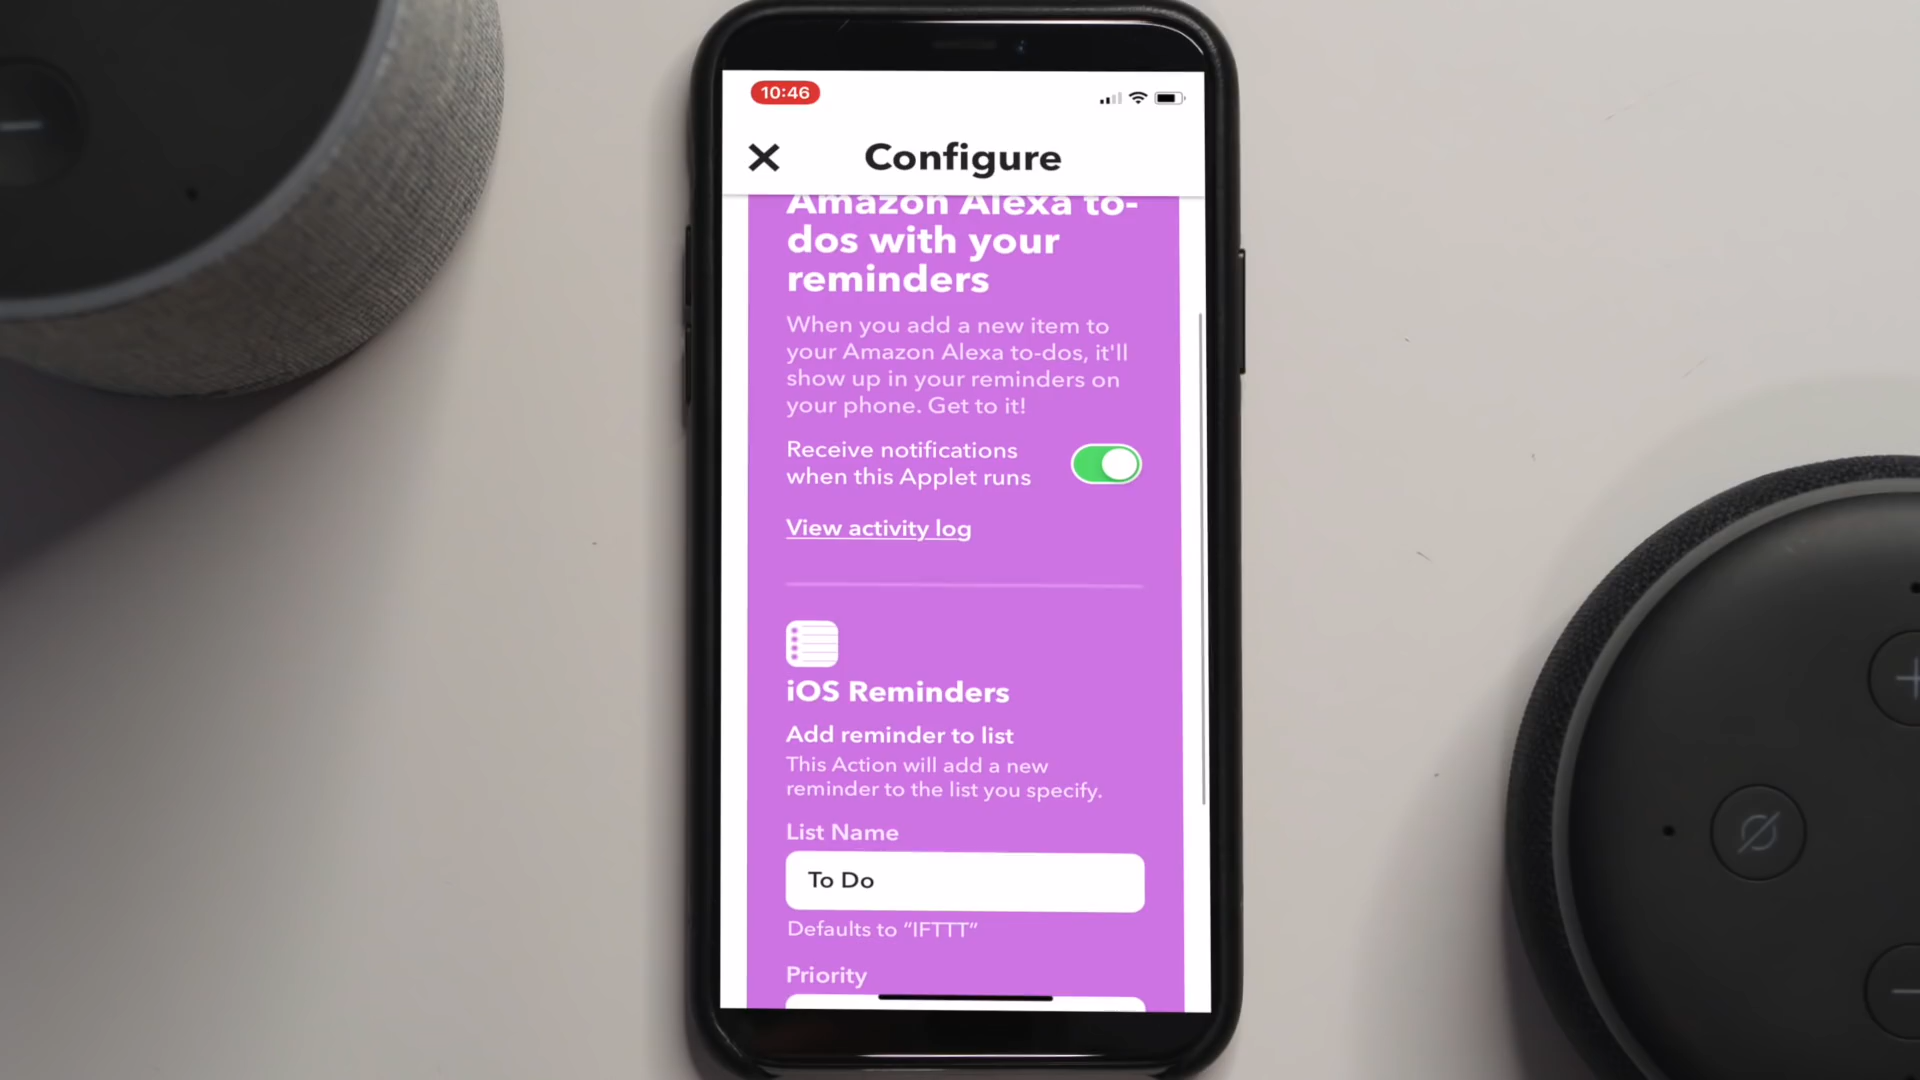 10:46
Configure
Amazon Alexa to-
dos with your
reminders
When you add a new item to
your Amazon Alexa to-dos, it'll
show up in your reminders on
your phone. Get to it!
Receive notifications
when this Applet runs
View activity log
iOS Reminders
Add reminder to list
This Action will add a new
reminder to the list you specify.
List Name
To Do
Defaults to “IFTTT”
Priority